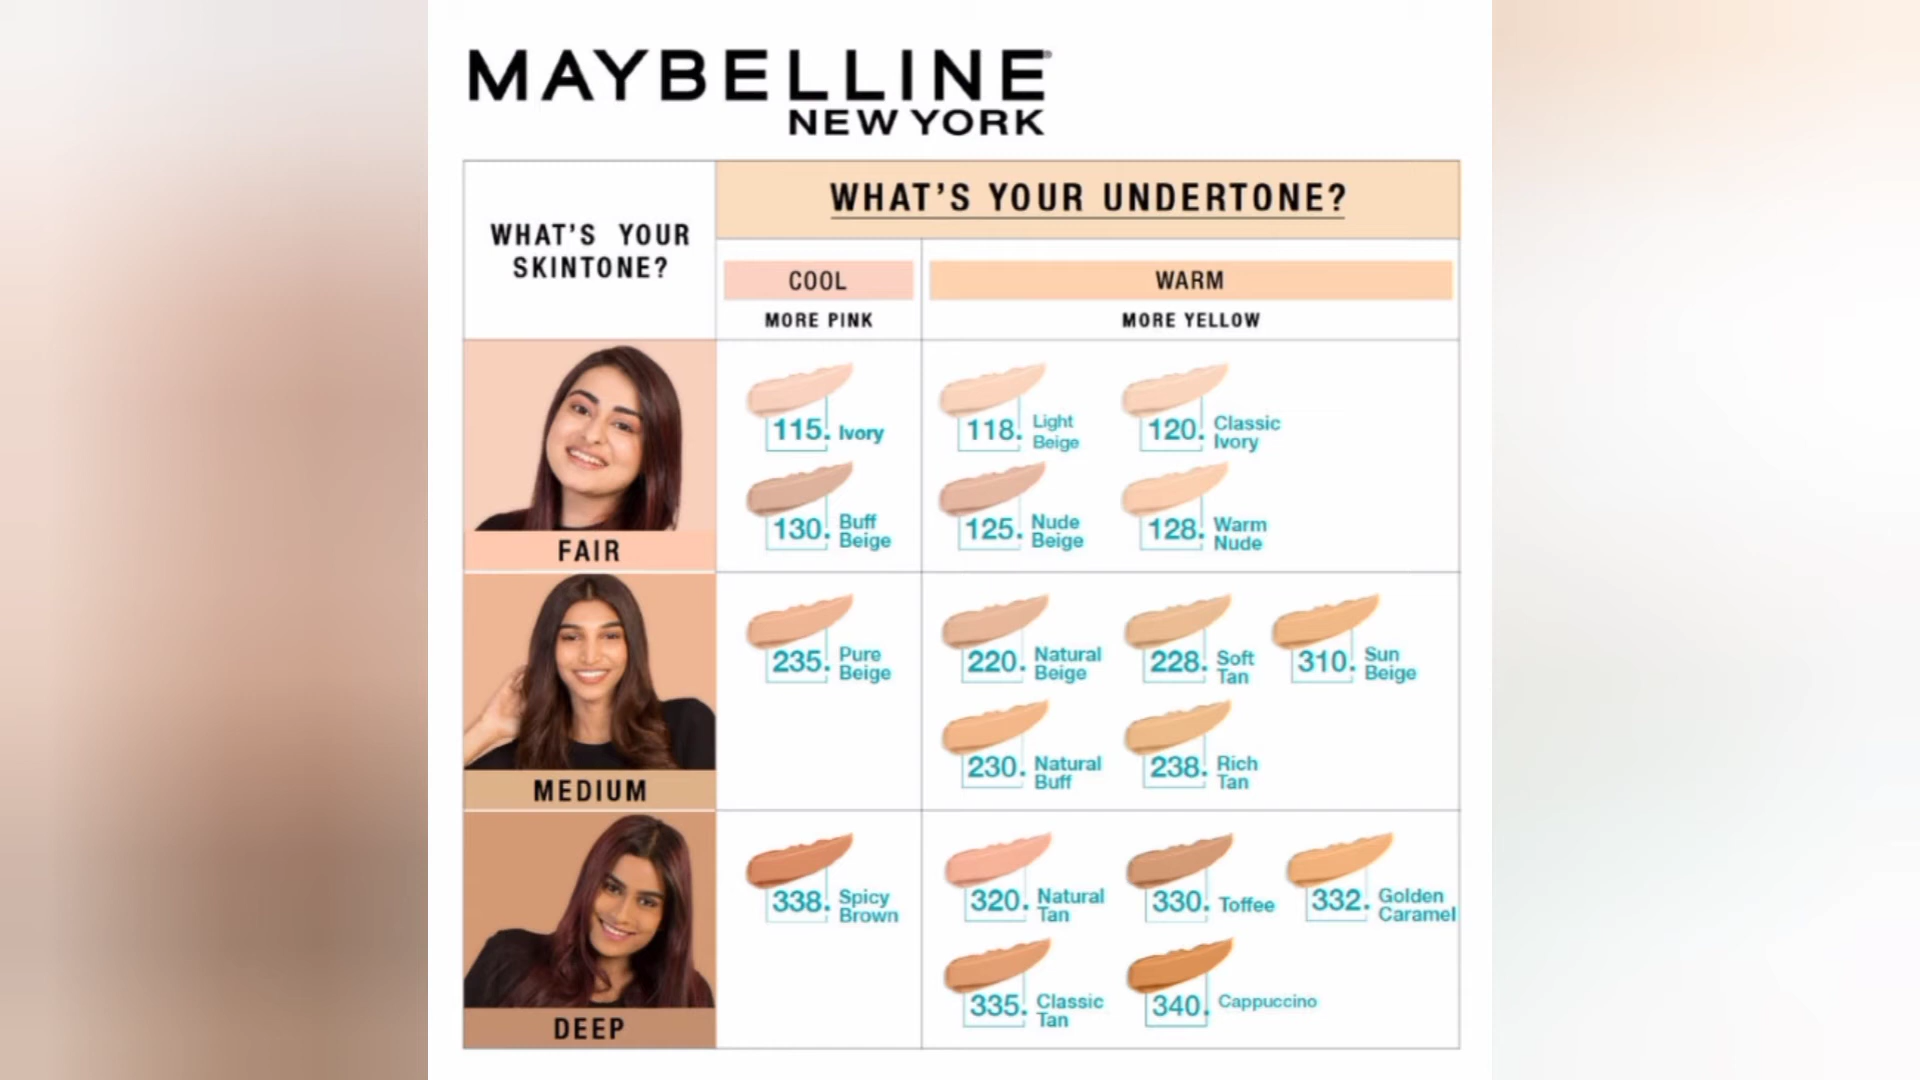 MAYBELLINE
NEW YORK
WHAT'S YOUR
SKINTONE?
WHAT'S YOUR UNDERTONE?
COOL
WARM
MORE PINK
MORE YELLOW
FAIR
115. Ivory
118. Light
Beige
120. Classic
Ivory
130. Buff
Beige
125. Nude
Beige
128. Warm
Nude
MEDIUM
235. Pure
Beige
220. Natural
Beige
228. Soft
Tan
310. Sun
Beige
230. Natural
Buff
238. Rich
Tan
DEEP
338. Spicy
Brown
320. Natural
Tan
330. Toffee
332. Golden
Caramel
335. Classic
Tan
340. Cappuccino